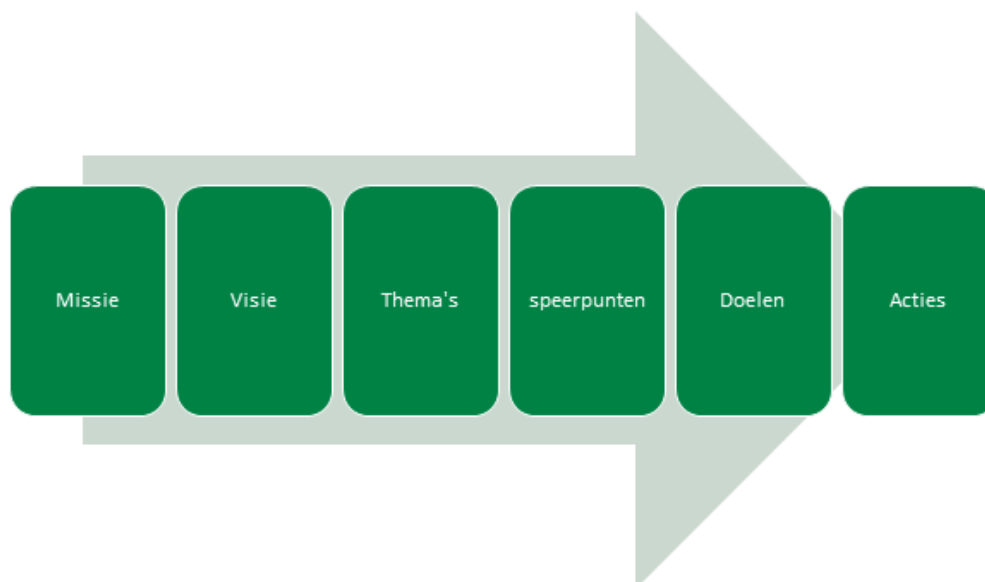 Missie
Visie
Thema's
speerpunten
Doelen
Acties